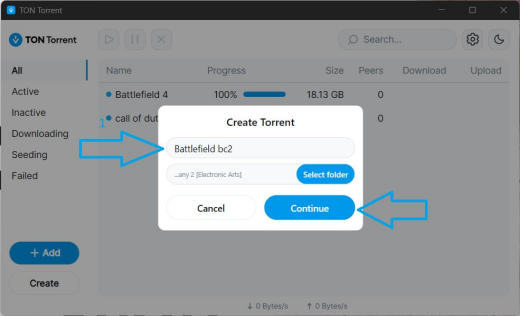 TON Torrent
TON Torrent
Search...
All
Active
Inactive
Downloading
Seeding
Failed
+ Add
Create
Name Progress Size Peers Download Upload
Battlefield 4 100% 18.13 GB 0
call of dut 0
1
Create Torrent
Battlefield bc2
...any 2 [Electronic Arts] Select folder
Cancel Continue
↓ 0 Bytes/s ↑ 0 Bytes/s